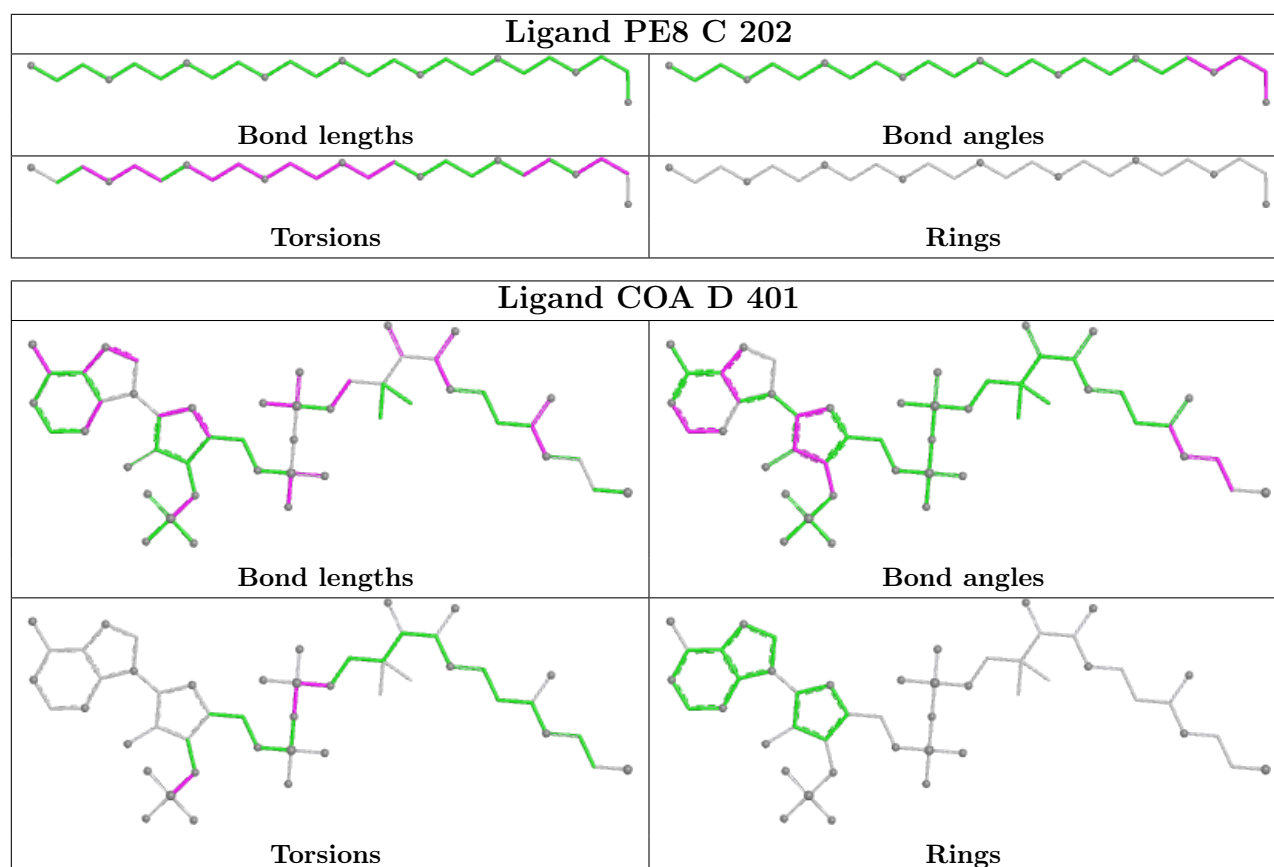 Ligand PE8 C 202
Bond lengths
Bond angles
Torsions
Rings
Ligand COA D 401
Bond lengths
Bond angles
Torsions
Rings